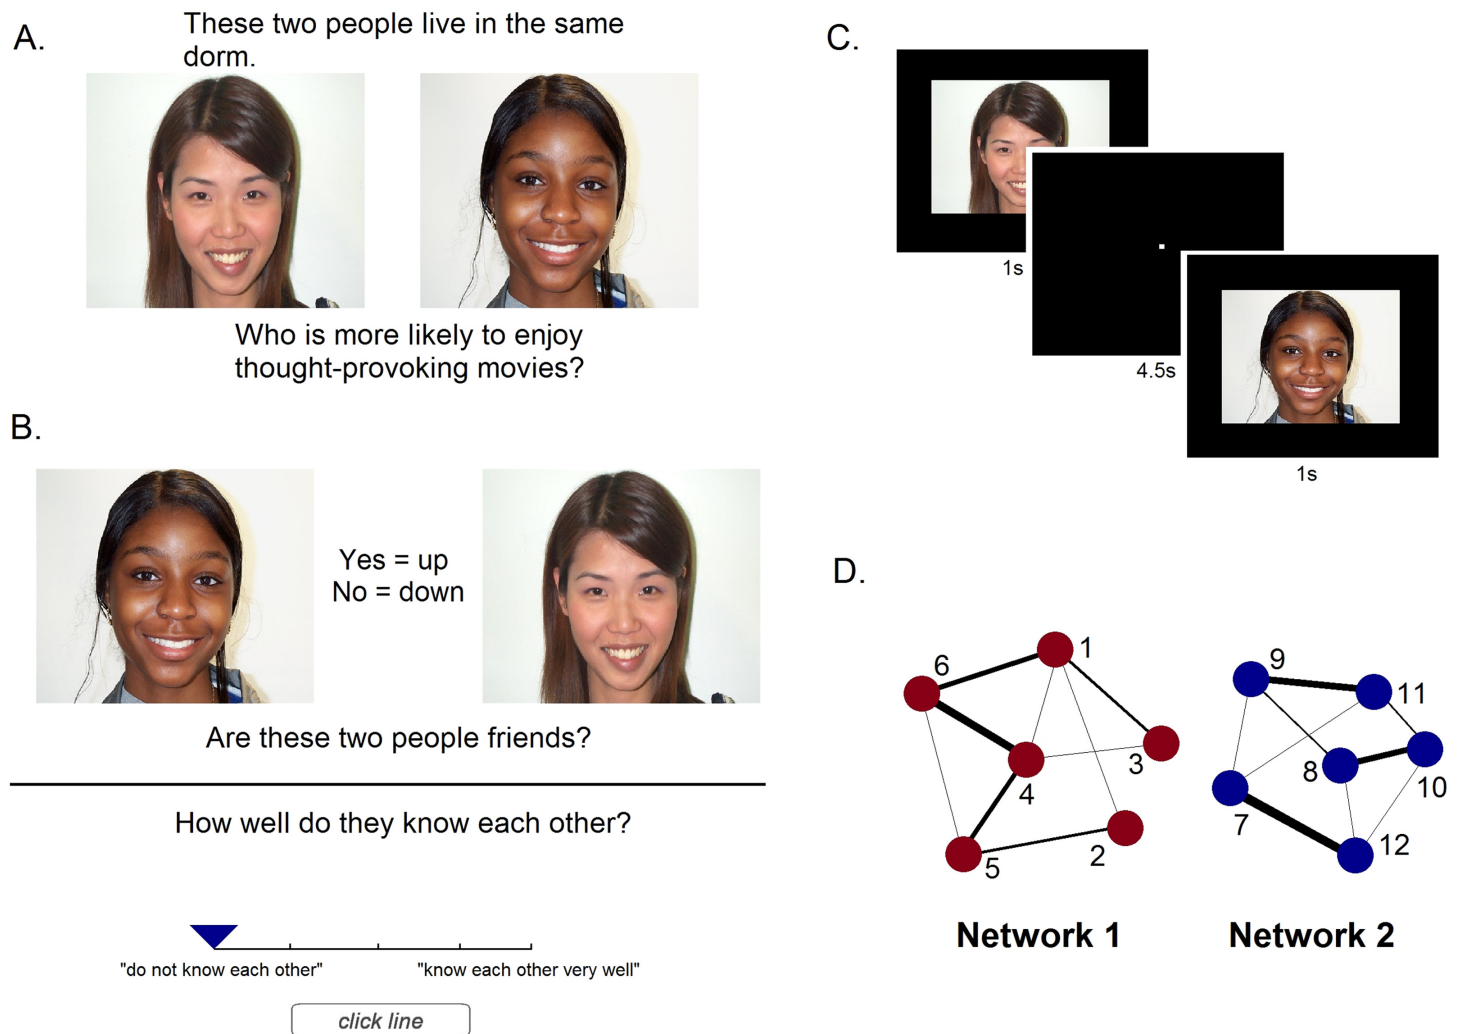 A.
These two people live in the same
dorm.
Who is more likely to enjoy
thought-provoking movies?
B.
Yes = up
No = down
Are these two people friends?
How well do they know each other?
"do not know each other"
"know each other very well"
click line
C.
1s
4.5s
1s
D.
6
1
3
4
2
5
Network 1
9
11
8
10
7
12
Network 2